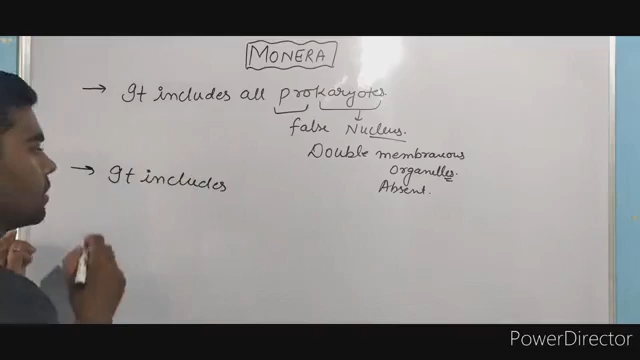 MONERA
→ It includes all prokaryotes
false Nucleus.
Double membranous
Organelles.
Absent.
→ It includes
PowerDirector